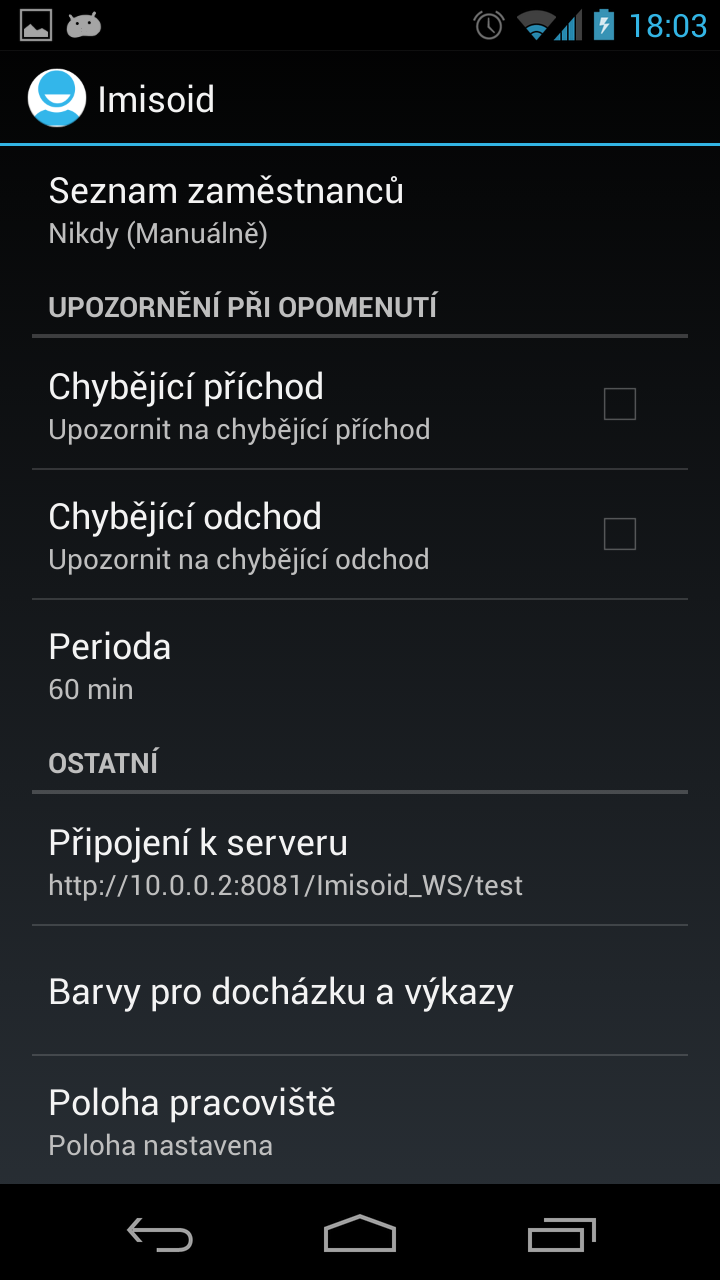 18:03
Imisoid
Seznam zaměstnanců
Nikdy (Manuálně)
UPOZORNĚNÍ PŘI OPOMENUTÍ
Chybějící příchod
Upozornit na chybějící příchod
Chybějící odchod
Upozornit na chybějící odchod
Perioda
60 min
OSTATNÍ
Připojení k serveru
http://10.0.0.2:8081/Imisoid_WS/test
Barvy pro docházku a výkazy
Poloha pracoviště
Poloha nastavena